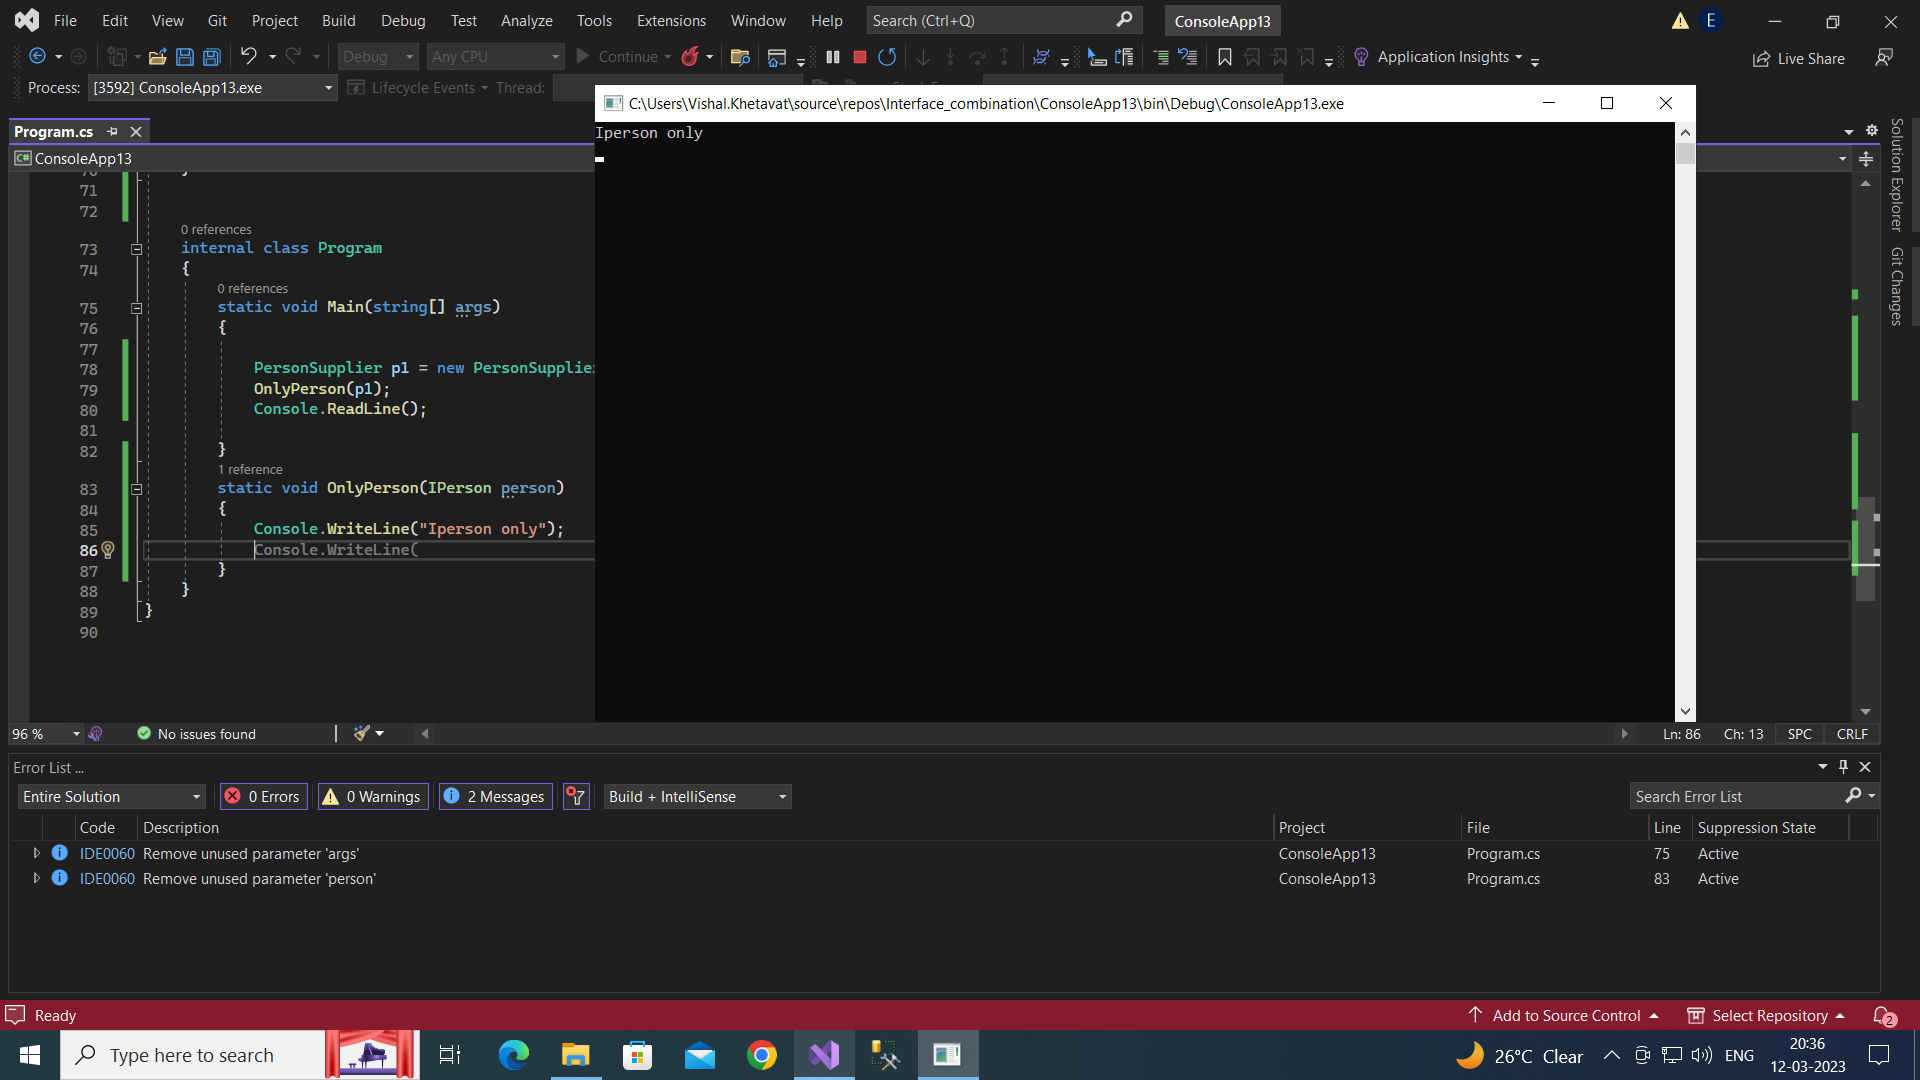 File Edit View Git Project Build Debug Test Analyze Tools Extensions Window Help Search (Ctrl+Q) ConsoleApp13 E
Debug Any CPU Continue Application Insights Live Share
Process: [3592] ConsoleApp13.exe Lifecycle Events Thread:
C:\Users\Vishal.Khetavat\source\repos\Interface_combination\ConsoleApp13\bin\Debug\ConsoleApp13.exe
Iperson only
Program.cs
ConsoleApp13
71
72
0 references
73 internal class Program
74 {
0 references
75 static void Main(string[] args)
76 {
77
78 PersonSupplier p1 = new PersonSupplier
79 OnlyPerson(p1);
80 Console.ReadLine();
81
82 }
1 reference
83 static void OnlyPerson(IPerson person)
84 {
85 Console.WriteLine("Iperson only");
86 Console.WriteLine(
87 }
88 }
89 }
90
Solution Explorer
Git Changes
96 % No issues found Ln: 86 Ch: 13 SPC CRLF
Error List ...
Entire Solution 0 Errors 0 Warnings 2 Messages Build + IntelliSense Search Error List
Code Description Project File Line Suppression State
IDE0060 Remove unused parameter 'args' ConsoleApp13 Program.cs 75 Active
IDE0060 Remove unused parameter 'person' ConsoleApp13 Program.cs 83 Active
Ready Add to Source Control Select Repository 2
Type here to search 26°C Clear ENG 20:36
12-03-2023